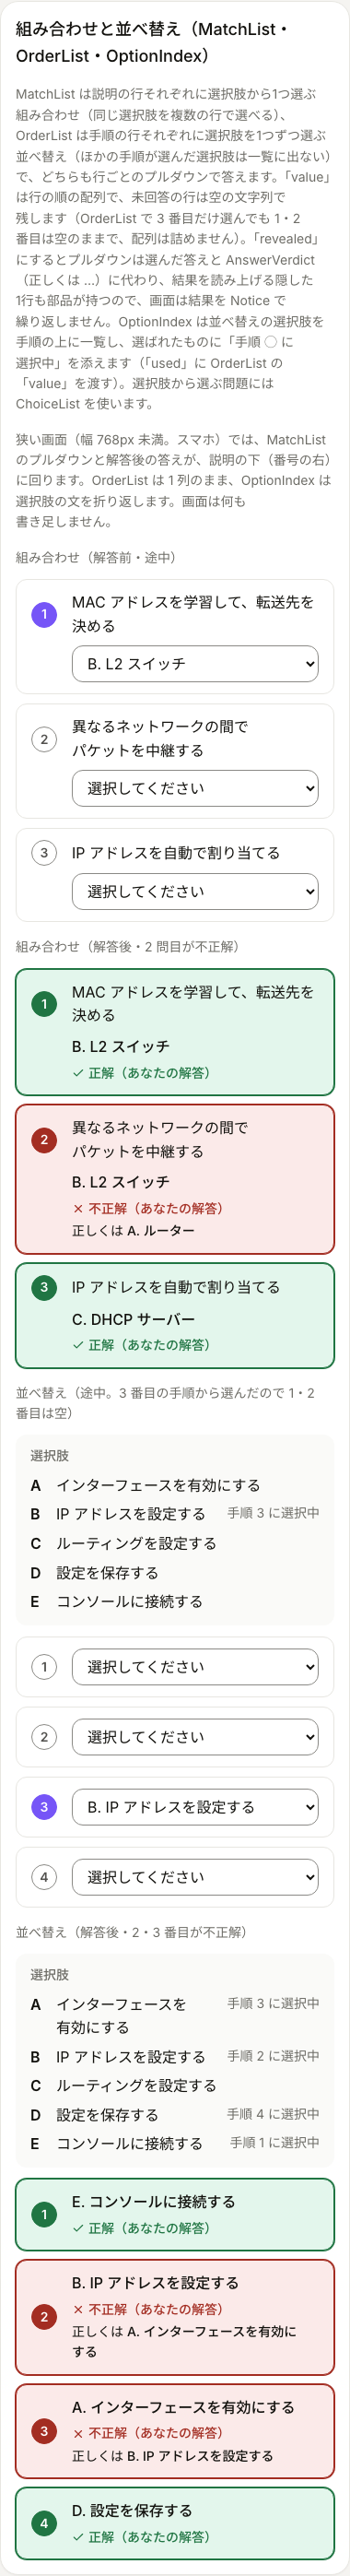 組み合わせと並べ替え（MatchList・
OrderList・OptionIndex）
MatchList は説明の行それぞれに選択肢から1つ選ぶ
組み合わせ（同じ選択肢を複数の行で選べる）、
OrderList は手順の行それぞれに選択肢を1つずつ選ぶ
並べ替え（ほかの手順が選んだ選択肢は一覧に出ない）
で、どちらも行ごとのプルダウンで答えます。「value」
は行の順の配列で、未回答の行は空の文字列で
残します（OrderList で 3 番目だけ選んでも 1・2
番目は空のままで、配列は詰めません）。「revealed」
にするとプルダウンは選んだ答えと AnswerVerdict
（正しくは …）に代わり、結果を読み上げる隠した
1行も部品が持つので、画面は結果を Notice で
繰り返しません。OptionIndex は並べ替えの選択肢を
手順の上に一覧し、選ばれたものに「手順 ◯ に
選択中」を添えます（「used」に OrderList の
「value」を渡す）。選択肢から選ぶ問題には
ChoiceList を使います。
狭い画面（幅 768px 未満。スマホ）では、MatchList
のプルダウンと解答後の答えが、説明の下（番号の右）
に回ります。OrderList は 1 列のまま、OptionIndex は
選択肢の文を折り返します。画面は何も
書き足しません。
組み合わせ（解答前・途中）
1 MAC アドレスを学習して、転送先を
決める
B. L2 スイッチ
2 異なるネットワークの間で
パケットを中継する
選択してください
3 IP アドレスを自動で割り当てる
選択してください
組み合わせ（解答後・2 問目が不正解）
1 MAC アドレスを学習して、転送先を
決める
B. L2 スイッチ
✓ 正解（あなたの解答）
2 異なるネットワークの間で
パケットを中継する
B. L2 スイッチ
× 不正解（あなたの解答）
正しくは A. ルーター
3 IP アドレスを自動で割り当てる
C. DHCP サーバー
✓ 正解（あなたの解答）
並べ替え（途中。3 番目の手順から選んだので 1・2
番目は空）
選択肢
A インターフェースを有効にする
B IP アドレスを設定する 手順 3 に選択中
C ルーティングを設定する
D 設定を保存する
E コンソールに接続する
1 選択してください
2 選択してください
3 B. IP アドレスを設定する
4 選択してください
並べ替え（解答後・2・3 番目が不正解）
選択肢
A インターフェースを 手順 3 に選択中
有効にする
B IP アドレスを設定する 手順 2 に選択中
C ルーティングを設定する
D 設定を保存する 手順 4 に選択中
E コンソールに接続する 手順 1 に選択中
1 E. コンソールに接続する
✓ 正解（あなたの解答）
2 B. IP アドレスを設定する
× 不正解（あなたの解答）
正しくは A. インターフェースを有効に
する
3 A. インターフェースを有効にする
× 不正解（あなたの解答）
正しくは B. IP アドレスを設定する
4 D. 設定を保存する
✓ 正解（あなたの解答）